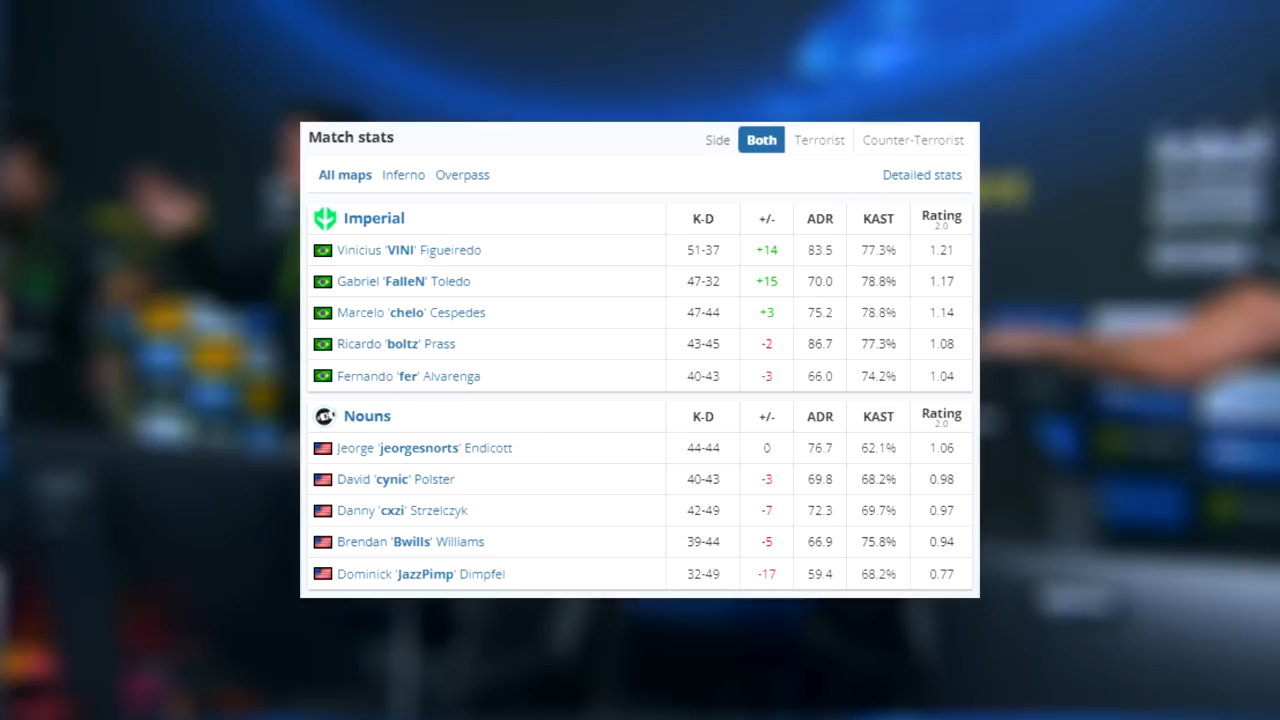 Match stats Side Both Terrorist Counter-Terrorist
All maps Inferno Overpass Detailed stats
Imperial K-D +/- ADR KAST Rating 2.0
Vinicius 'VINI' Figueiredo 51-37 +14 83.5 77.3% 1.21
Gabriel 'FalleN' Toledo 47-32 +15 70.0 78.8% 1.17
Marcelo 'chelo' Cespedes 47-44 +3 75.2 78.8% 1.14
Ricardo 'boltz' Prass 43-45 -2 86.7 77.3% 1.08
Fernando 'fer' Alvarenga 40-43 -3 66.0 74.2% 1.04
Nouns K-D +/- ADR KAST Rating 2.0
Jeorge 'jeorgesnorts' Endicott 44-44 0 76.7 62.1% 1.06
David 'cynic' Polster 40-43 -3 69.8 68.2% 0.98
Danny 'cxzi' Strzelczyk 42-49 -7 72.3 69.7% 0.97
Brendan 'Bwills' Williams 39-44 -5 66.9 75.8% 0.94
Dominick 'JazzPimp' Dimpfel 32-49 -17 59.4 68.2% 0.77